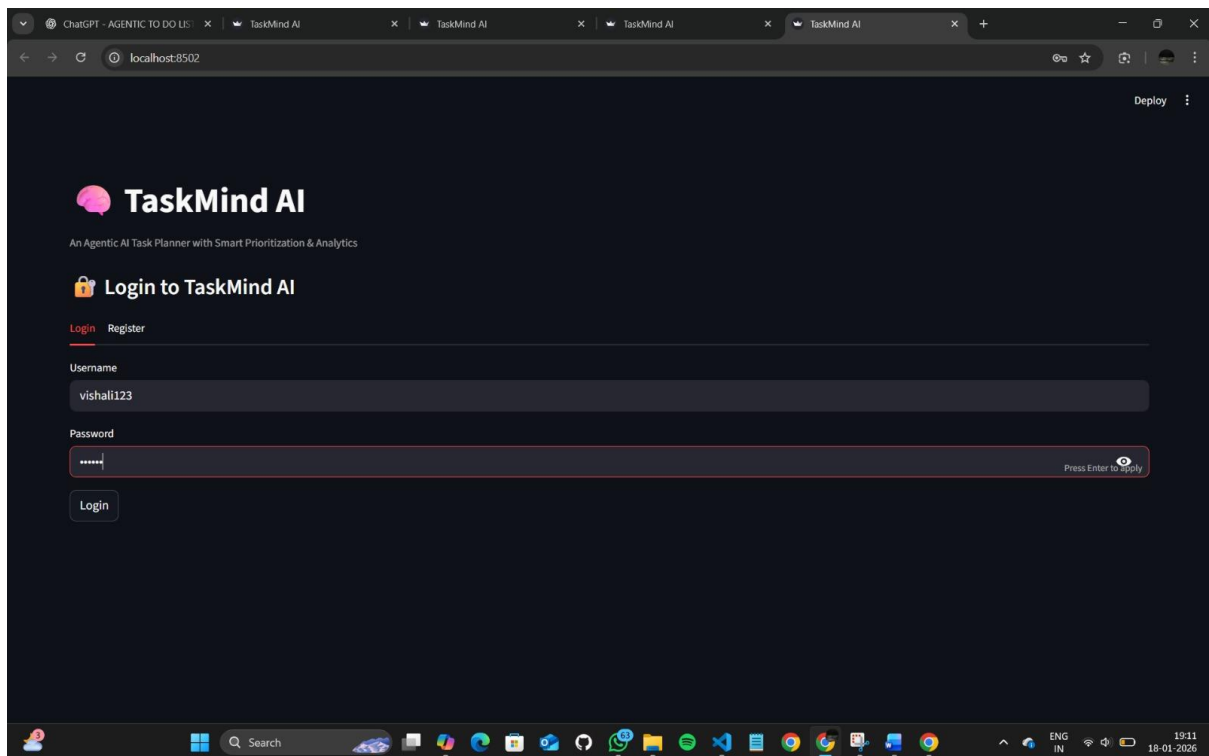 ChatGPT - AGENTIC TO DO LIS
TaskMind AI
TaskMind AI
TaskMind AI
TaskMind AI
localhost:8502
Deploy
TaskMind AI
An Agentic AI Task Planner with Smart Prioritization & Analytics
Login to TaskMind AI
Login Register
Username
vishali123
Password
••••••
Press Enter to apply
Login
3
Search
63
ENG
IN
19:11
18-01-2026